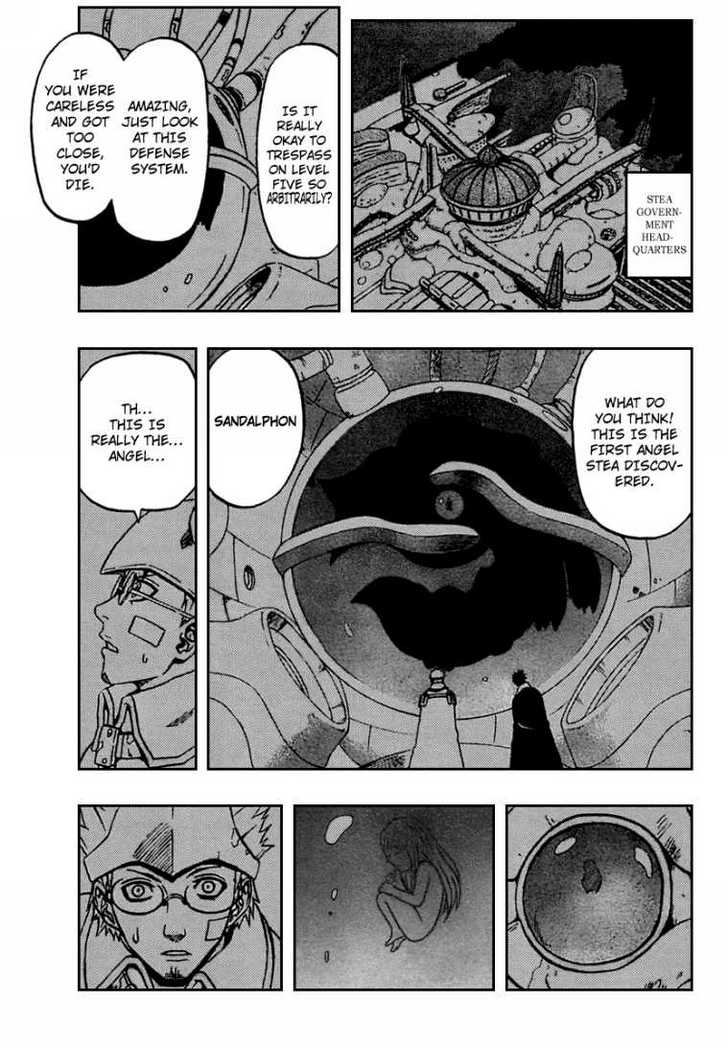 STEA
GOVERN-
MENT
HEAD-
QUARTERS
IS IT
REALLY
OKAY TO
TRESPASS
ON LEVEL
FIVE SO
ARBITRARILY?
AMAZING,
JUST LOOK
AT THIS
DEFENSE
SYSTEM.
IF
YOU WERE
CARELESS
AND GOT
TOO
CLOSE,
YOU'D
DIE.
WHAT DO
YOU THINK!
THIS IS THE
FIRST ANGEL
STEA DISCOV-
ERED.
SANDALPHON
TH...
THIS IS
REALLY THE...
ANGEL...